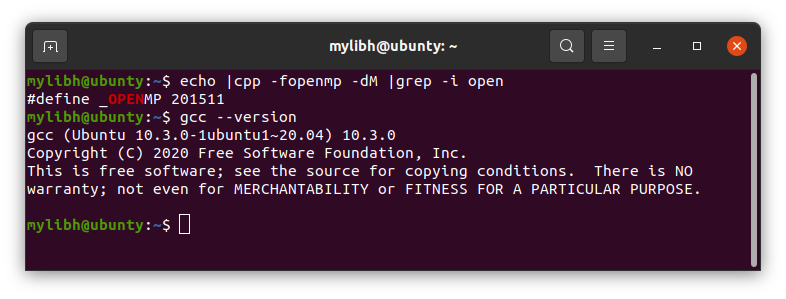 mylibh@ubunty: ~
mylibh@ubunty:~$ echo |cpp -fopenmp -dM |grep -i open
#define _OPENMP 201511
mylibh@ubunty:~$ gcc --version
gcc (Ubuntu 10.3.0-1ubuntu1~20.04) 10.3.0
Copyright (C) 2020 Free Software Foundation, Inc.
This is free software; see the source for copying conditions.  There is NO
warranty; not even for MERCHANTABILITY or FITNESS FOR A PARTICULAR PURPOSE.
mylibh@ubunty:~$